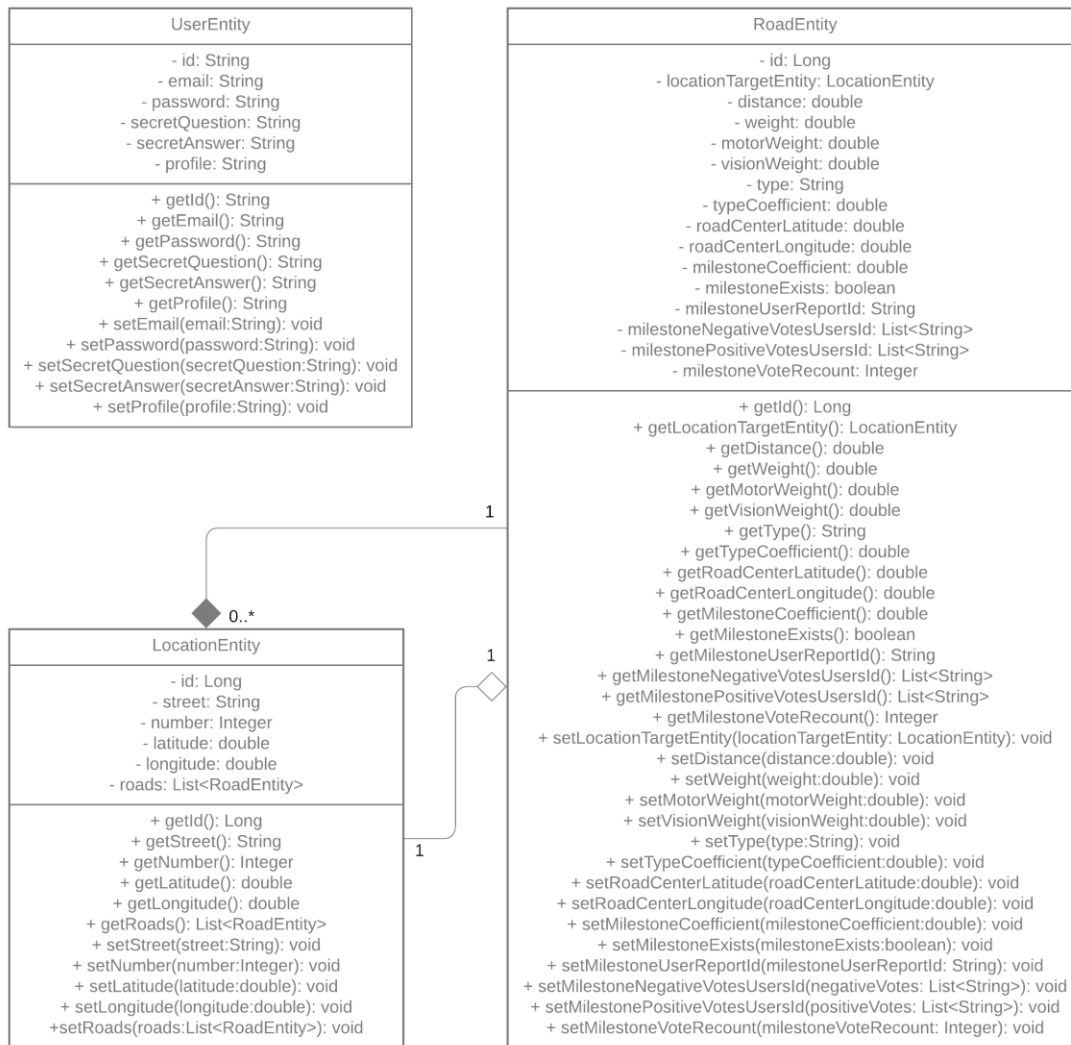 UserEntity
- id: String
- email: String
- password: String
- secretQuestion: String
- secretAnswer: String
- profile: String
+ getId(): String
+ getEmail(): String
+ getPassword(): String
+ getSecretQuestion(): String
+ getSecretAnswer(): String
+ getProfile(): String
+ setEmail(email:String): void
+ setPassword(password:String): void
+ setSecretQuestion(secretQuestion:String): void
+ setSecretAnswer(secretAnswer:String): void
+ setProfile(profile:String): void
RoadEntity
- id: Long
- locationTargetEntity: LocationEntity
- distance: double
- weight: double
- motorWeight: double
- visionWeight: double
- type: String
- typeCoefficient: double
- roadCenterLatitude: double
- roadCenterLongitude: double
- milestoneCoefficient: double
- milestoneExists: boolean
- milestoneUserReportId: String
- milestoneNegativeVotesUsersId: List<String>
- milestonePositiveVotesUsersId: List<String>
- milestoneVoteRecount: Integer
+ getId(): Long
+ getLocationTargetEntity(): LocationEntity
+ getDistance(): double
+ getWeight(): double
+ getMotorWeight(): double
+ getVisionWeight(): double
+ getType(): String
+ getTypeCoefficient(): double
+ getRoadCenterLatitude(): double
+ getRoadCenterLongitude(): double
+ getMilestoneCoefficient(): double
+ getMilestoneExists(): boolean
+ getMilestoneUserReportId(): String
+ getMilestoneNegativeVotesUsersId(): List<String>
+ getMilestonePositiveVotesUsersId(): List<String>
+ getMilestoneVoteRecount(): Integer
+ setLocationTargetEntity(locationTargetEntity: LocationEntity): void
+ setDistance(distance:double): void
+ setWeight(weight:double): void
+ setMotorWeight(motorWeight:double): void
+ setVisionWeight(visionWeight:double): void
+ setType(type:String): void
+ setTypeCoefficient(typeCoefficient:double): void
+ setRoadCenterLatitude(roadCenterLatitude:double): void
+ setRoadCenterLongitude(roadCenterLongitude:double): void
+ setMilestoneCoefficient(milestoneCoefficient:double): void
+ setMilestoneExists(milestoneExists:boolean): void
+ setMilestoneUserReportId(milestoneUserReportId: String): void
+ setMilestoneNegativeVotesUsersId(negativeVotes: List<String>): void
+ setMilestonePositiveVotesUsersId(positiveVotes: List<String>): void
+ setMilestoneVoteRecount(milestoneVoteRecount: Integer): void
1
0..*
1
1
LocationEntity
- id: Long
- street: String
- number: Integer
- latitude: double
- longitude: double
- roads: List<RoadEntity>
+ getId(): Long
+ getStreet(): String
+ getNumber(): Integer
+ getLatitude(): double
+ getLongitude(): double
+ getRoads(): List<RoadEntity>
+ setStreet(street:String): void
+ setNumber(number:Integer): void
+ setLatitude(latitude:double): void
+ setLongitude(longitude:double): void
+setRoads(roads:List<RoadEntity>): void